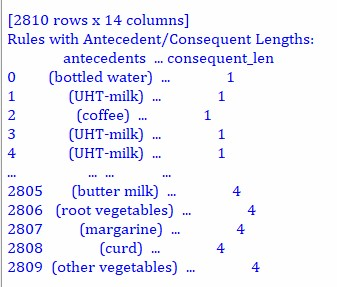 [2810 rows x 14 columns]
Rules with Antecedent/Consequent Lengths:
antecedents ... consequent_len
0 (bottled water) ... 1
1 (UHT-milk) ... 1
2 (coffee) ... 1
3 (UHT-milk) ... 1
4 (UHT-milk) ... 1
... ... ... ...
2805 (butter milk) ... 4
2806 (root vegetables) ... 4
2807 (margarine) ... 4
2808 (curd) ... 4
2809 (other vegetables) ... 4